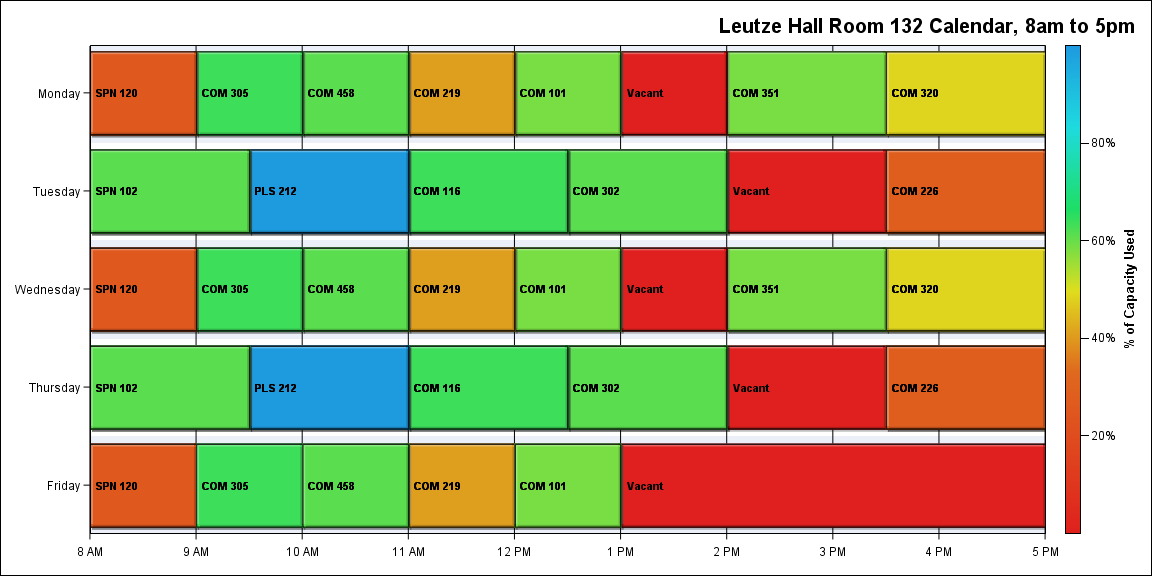 Leutze Hall Room 132 Calendar, 8am to 5pm
Monday
SPN 120
COM 305
COM 458
COM 219
COM 101
Vacant
COM 351
COM 320
Tuesday
SPN 102
PLS 212
COM 116
COM 302
Vacant
COM 226
Wednesday
SPN 120
COM 305
COM 458
COM 219
COM 101
Vacant
COM 351
COM 320
Thursday
SPN 102
PLS 212
COM 116
COM 302
Vacant
COM 226
Friday
SPN 120
COM 305
COM 458
COM 219
COM 101
Vacant
8 AM
9 AM
10 AM
11 AM
12 PM
1 PM
2 PM
3 PM
4 PM
5 PM
80%
60%
40%
20%
% of Capacity Used